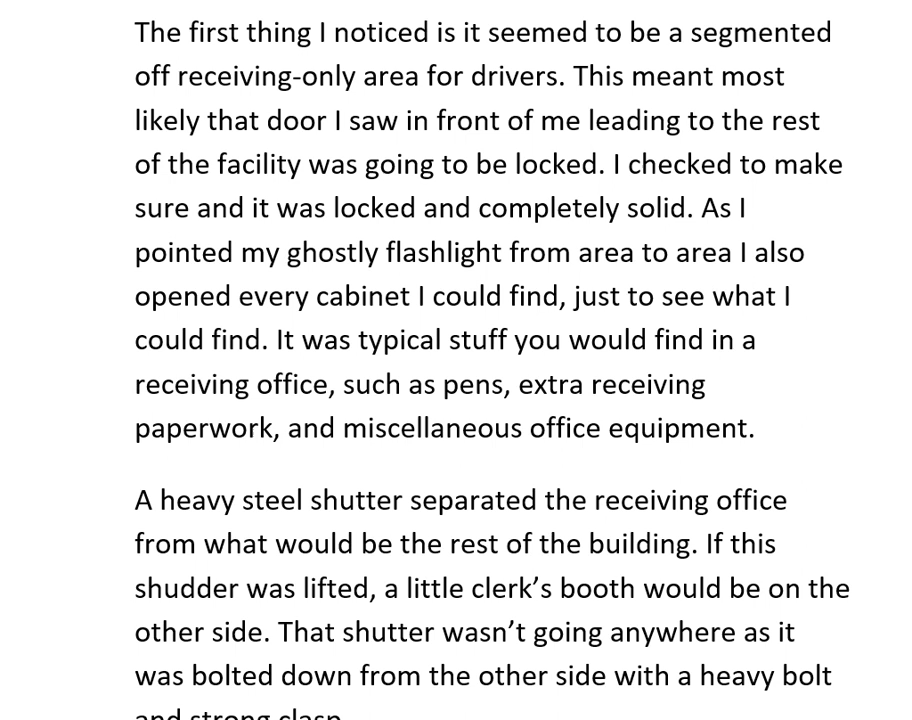 The first thing I noticed is it seemed to be a segmented
off receiving-only area for drivers. This meant most
likely that door I saw in front of me leading to the rest
of the facility was going to be locked. I checked to make
sure and it was locked and completely solid. As I
pointed my ghostly flashlight from area to area I also
opened every cabinet I could find, just to see what I
could find. It was typical stuff you would find in a
receiving office, such as pens, extra receiving
paperwork, and miscellaneous office equipment.
A heavy steel shutter separated the receiving office
from what would be the rest of the building. If this
shudder was lifted, a little clerk’s booth would be on the
other side. That shutter wasn’t going anywhere as it
was bolted down from the other side with a heavy bolt
and strong clasp